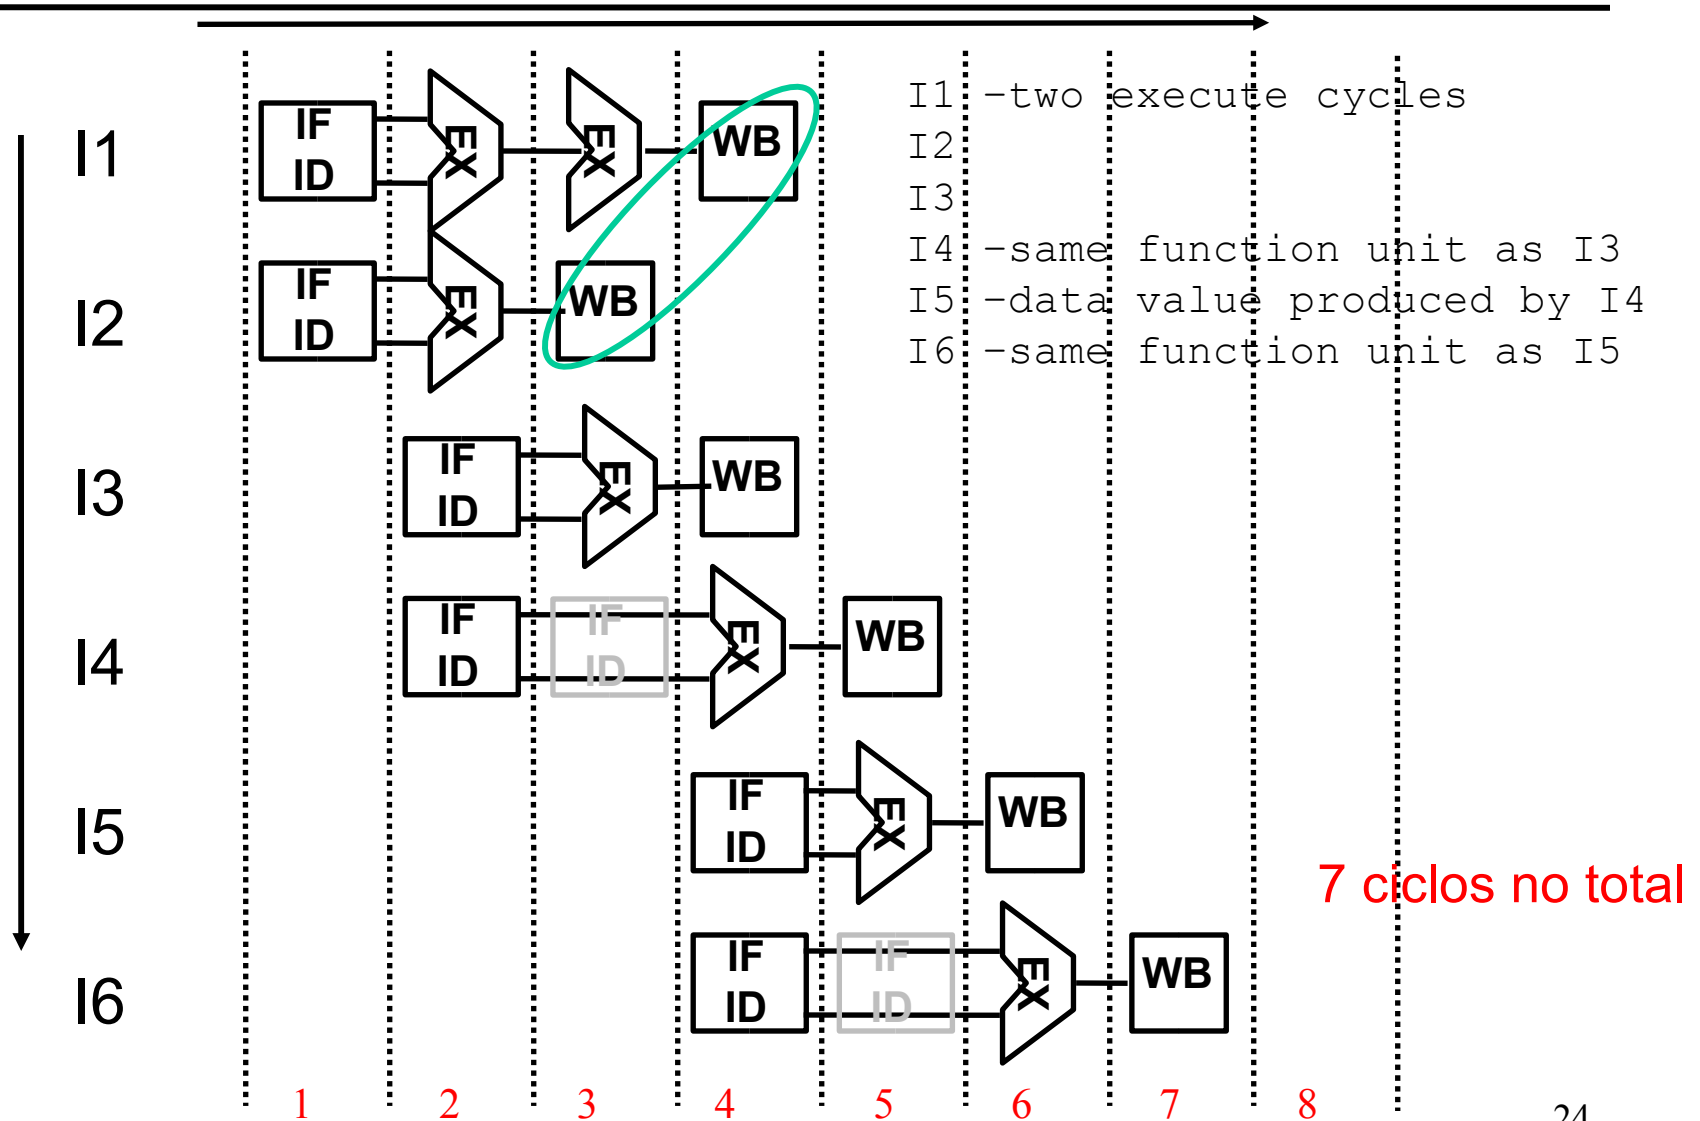 I1 –two execute cycles
I2
I3
I4 –same function unit as I3
I5 –data value produced by I4
I6 –same function unit as I5
I1
IF
ID
EX
EX
WB
I2
IF
ID
EX
WB
I3
IF
ID
EX
WB
I4
IF
ID
IF
ID
EX
WB
I5
IF
ID
EX
WB
7 ciclos no total
I6
IF
ID
IF
ID
EX
WB
1 2 3 4 5 6 7 8
24